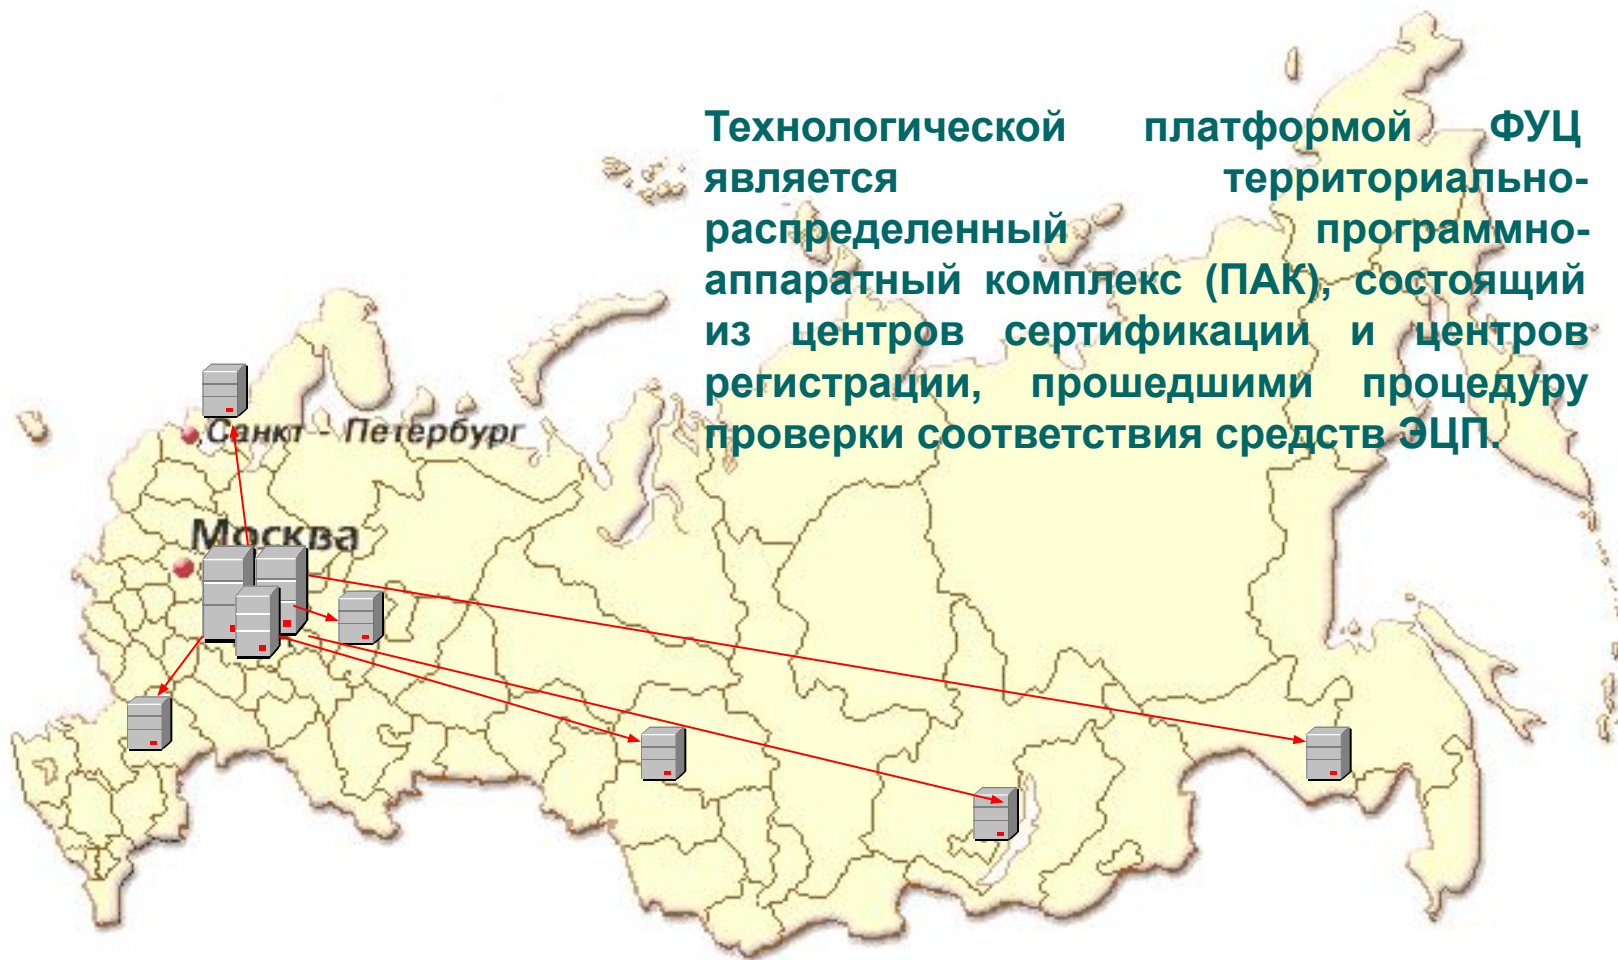 Технологической платформой ФУЦ
является территориально-
распределенный программно-
аппаратный комплекс (ПАК), состоящий
из центров сертификации и центров
регистрации, прошедшими процедуру
проверки соответствия средств ЭЦП.
Санкт - Петербург
Москва